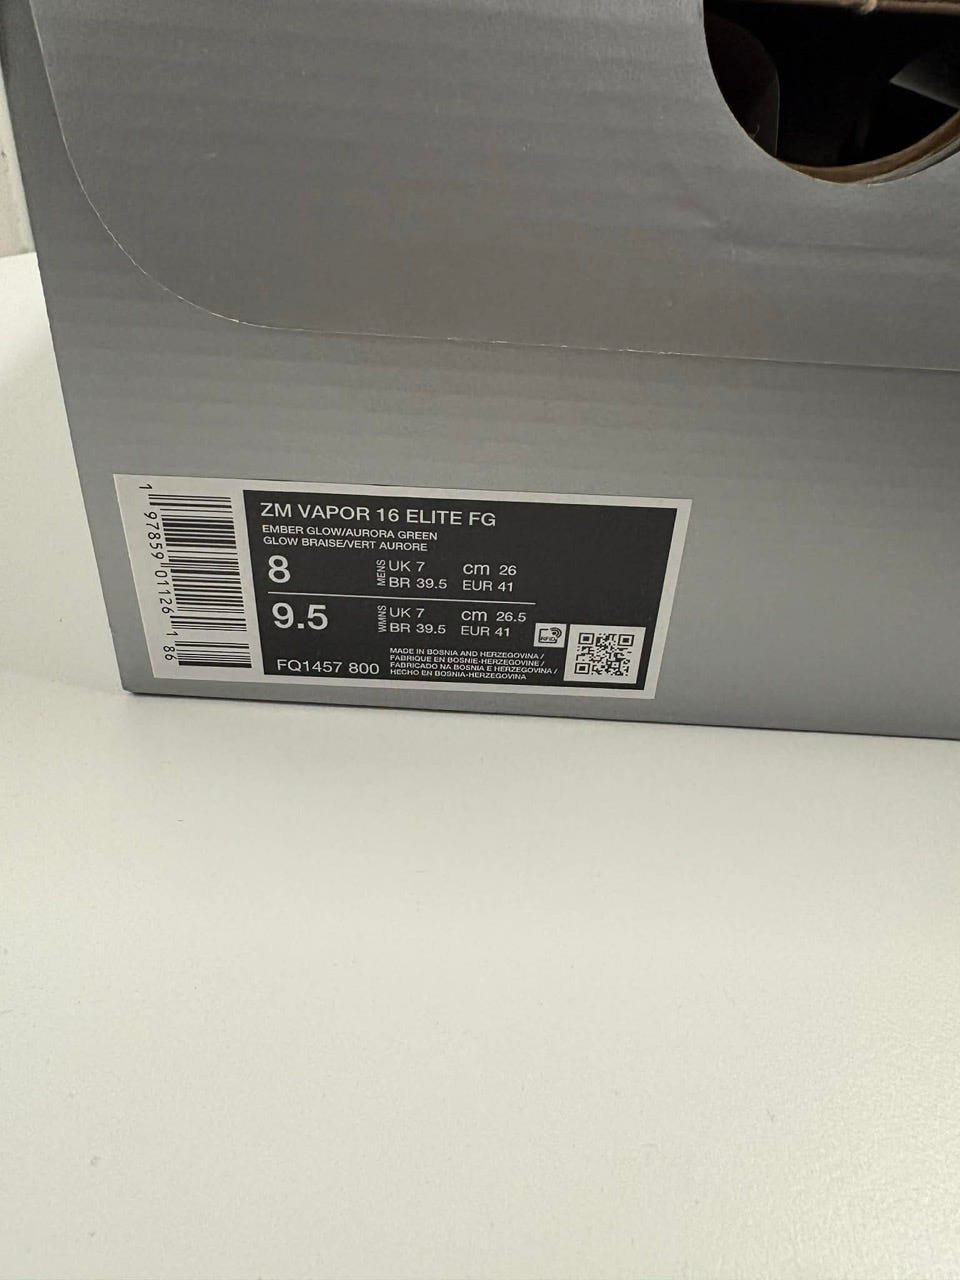 ZM VAPOR 16 ELITE FG
EMBER GLOW/AURORA GREEN
GLOW BRAISE/VERT AURORE
8 MENS UK 7 cm 26
BR 39.5 EUR 41
9.5 WMNS UK 7 cm 26.5
BR 39.5 EUR 41
RFID
FQ1457 800
MADE IN BOSNIA AND HERZEGOVINA /
FABRIQUE EN BOSNIE-HERZEGOVINE /
FABRICADO NA BOSNIA E HERZEGOVINA /
HECHO EN BOSNIA-HERZEGOVINA
1 97859 01126 1 86